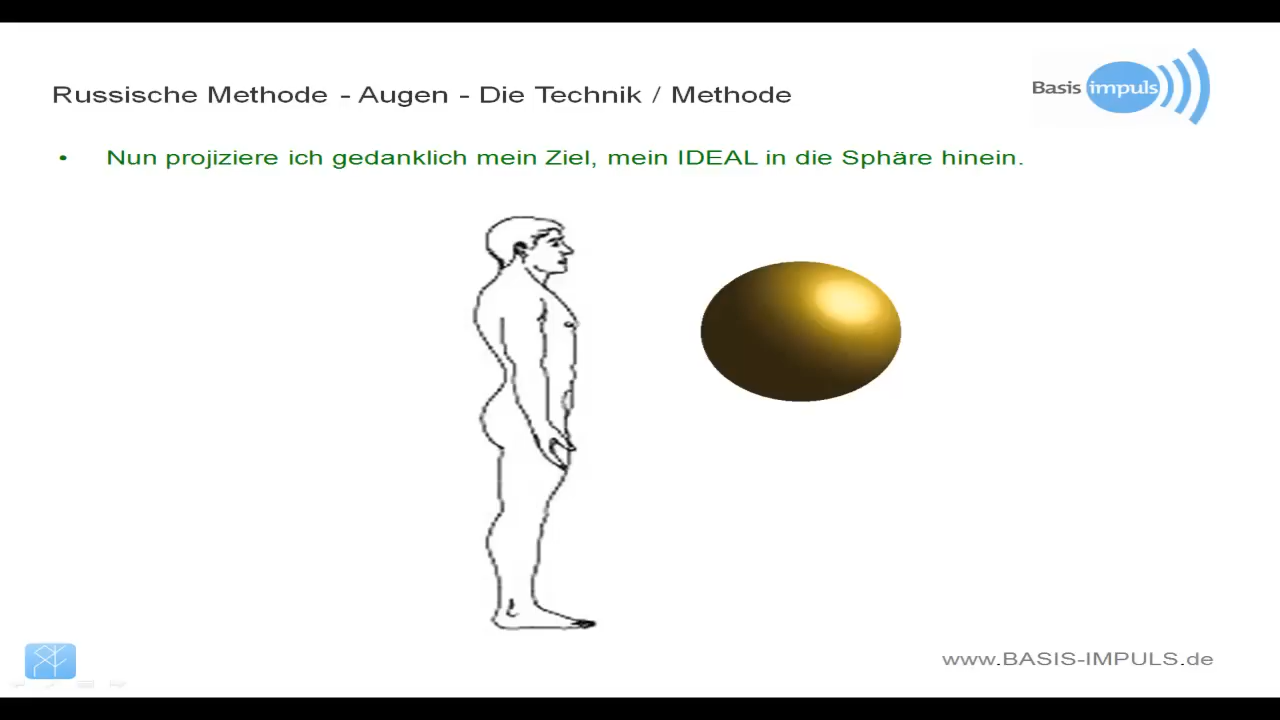 Russische Methode - Augen - Die Technik / Methode
Basis impuls
• Nun projiziere ich gedanklich mein Ziel, mein IDEAL in die Sphäre hinein.
www.BASIS-IMPULS.de